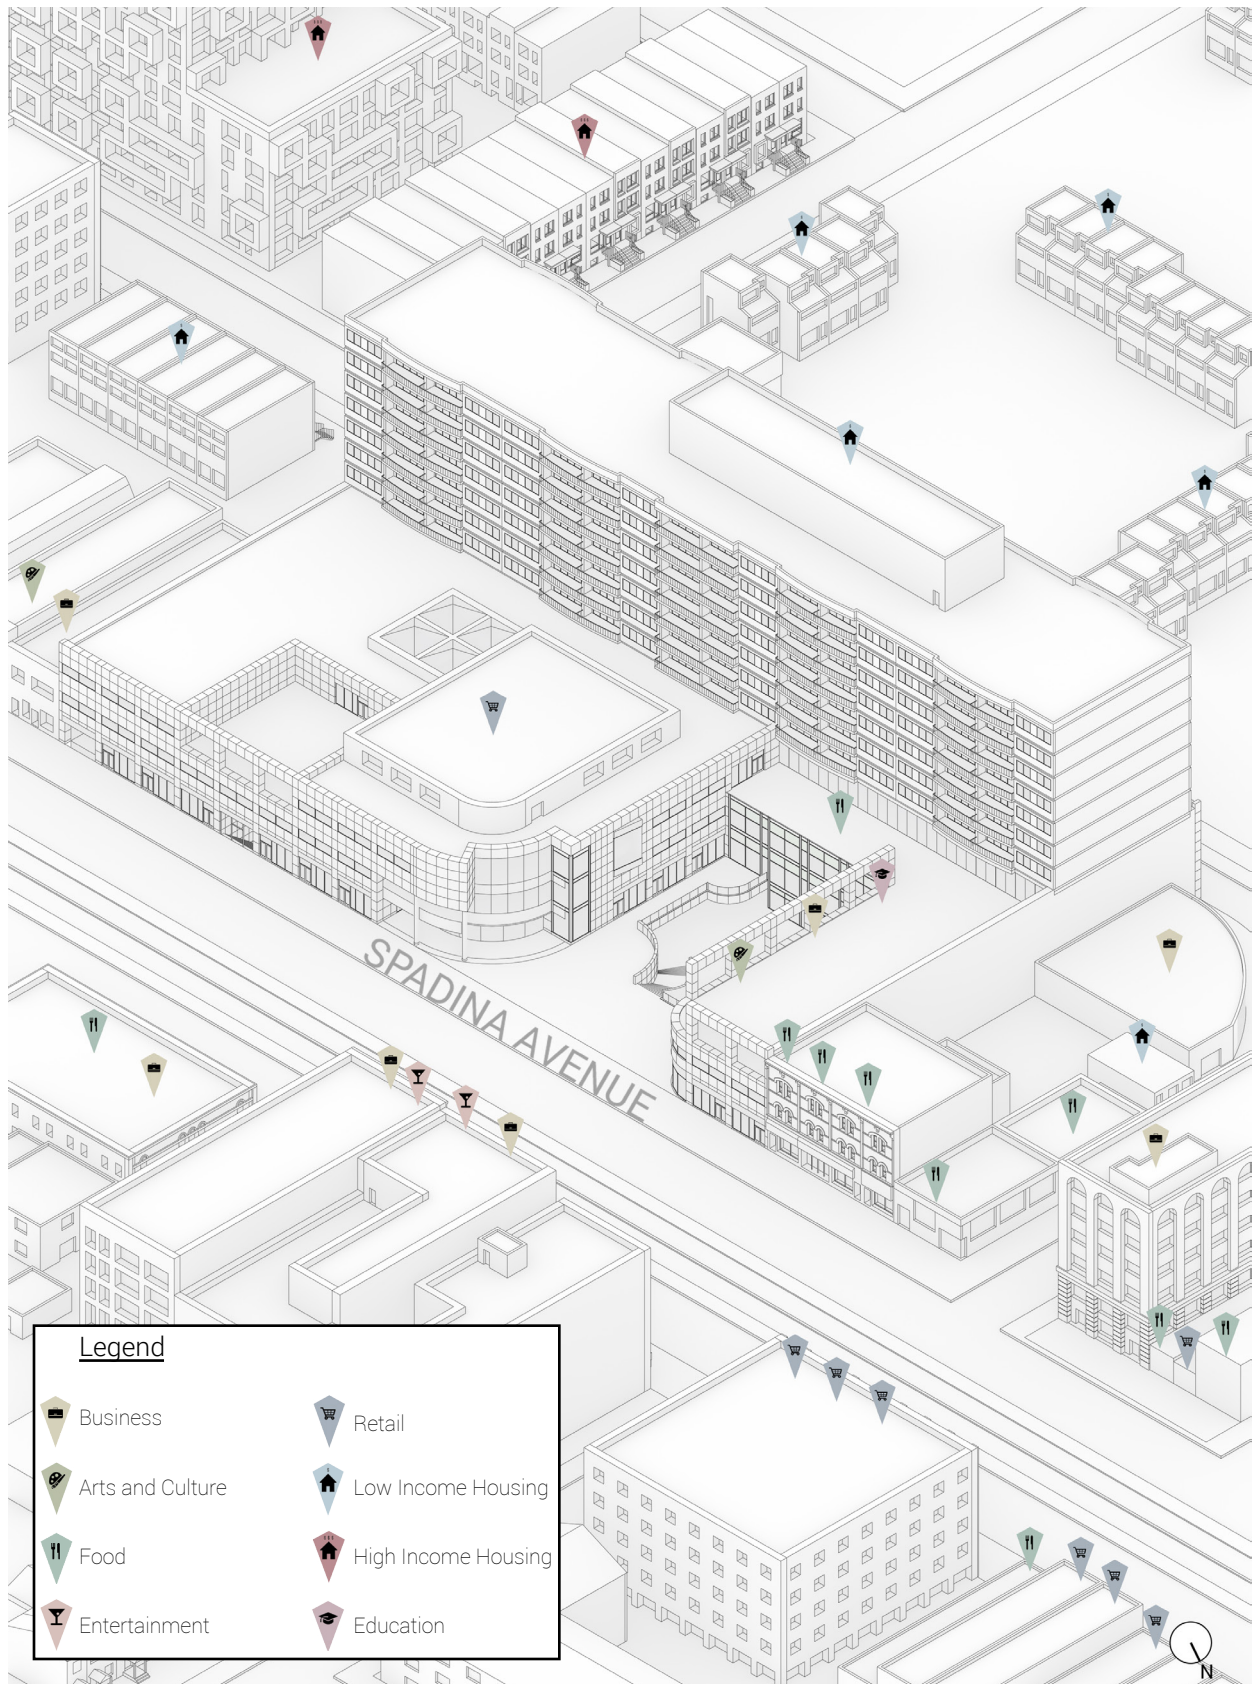 SPADINA AVENUE
Legend
Business
Retail
Arts and Culture
Low Income Housing
Food
High Income Housing
Entertainment
Education
N